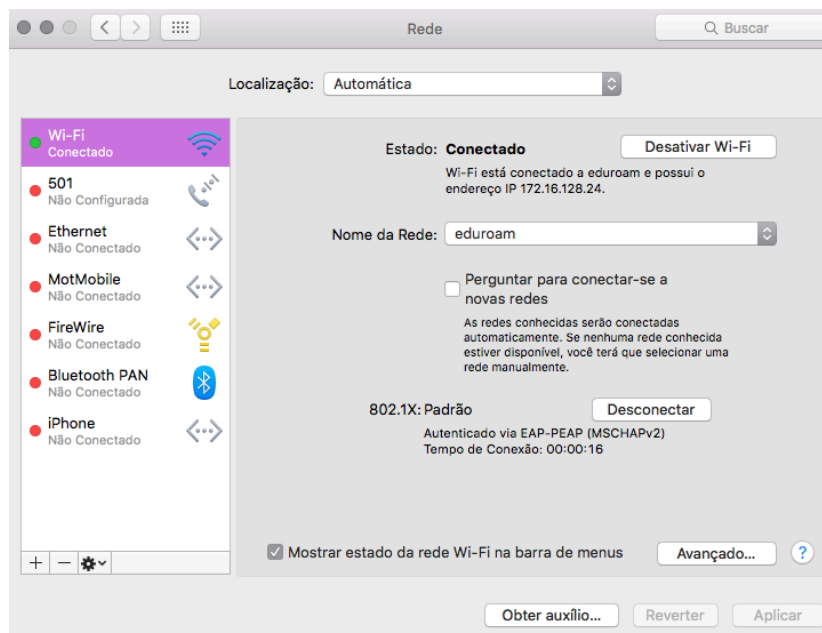 Rede
Buscar
Localização: Automática
Wi-Fi
Conectado
501
Não Configurada
Ethernet
Não Conectado
MotMobile
Não Conectado
FireWire
Não Conectado
Bluetooth PAN
Não Conectado
iPhone
Não Conectado
Estado: Conectado Desativar Wi-Fi
Wi-Fi está conectado a eduroam e possui o
endereço IP 172.16.128.24.
Nome da Rede: eduroam
Perguntar para conectar-se a
novas redes
As redes conhecidas serão conectadas
automaticamente. Se nenhuma rede conhecida
estiver disponível, você terá que selecionar uma
rede manualmente.
802.1X: Padrão Desconectar
Autenticado via EAP-PEAP (MSCHAPv2)
Tempo de Conexão: 00:00:16
Mostrar estado da rede Wi-Fi na barra de menus Avançado... ?
Obter auxílio... Reverter Aplicar